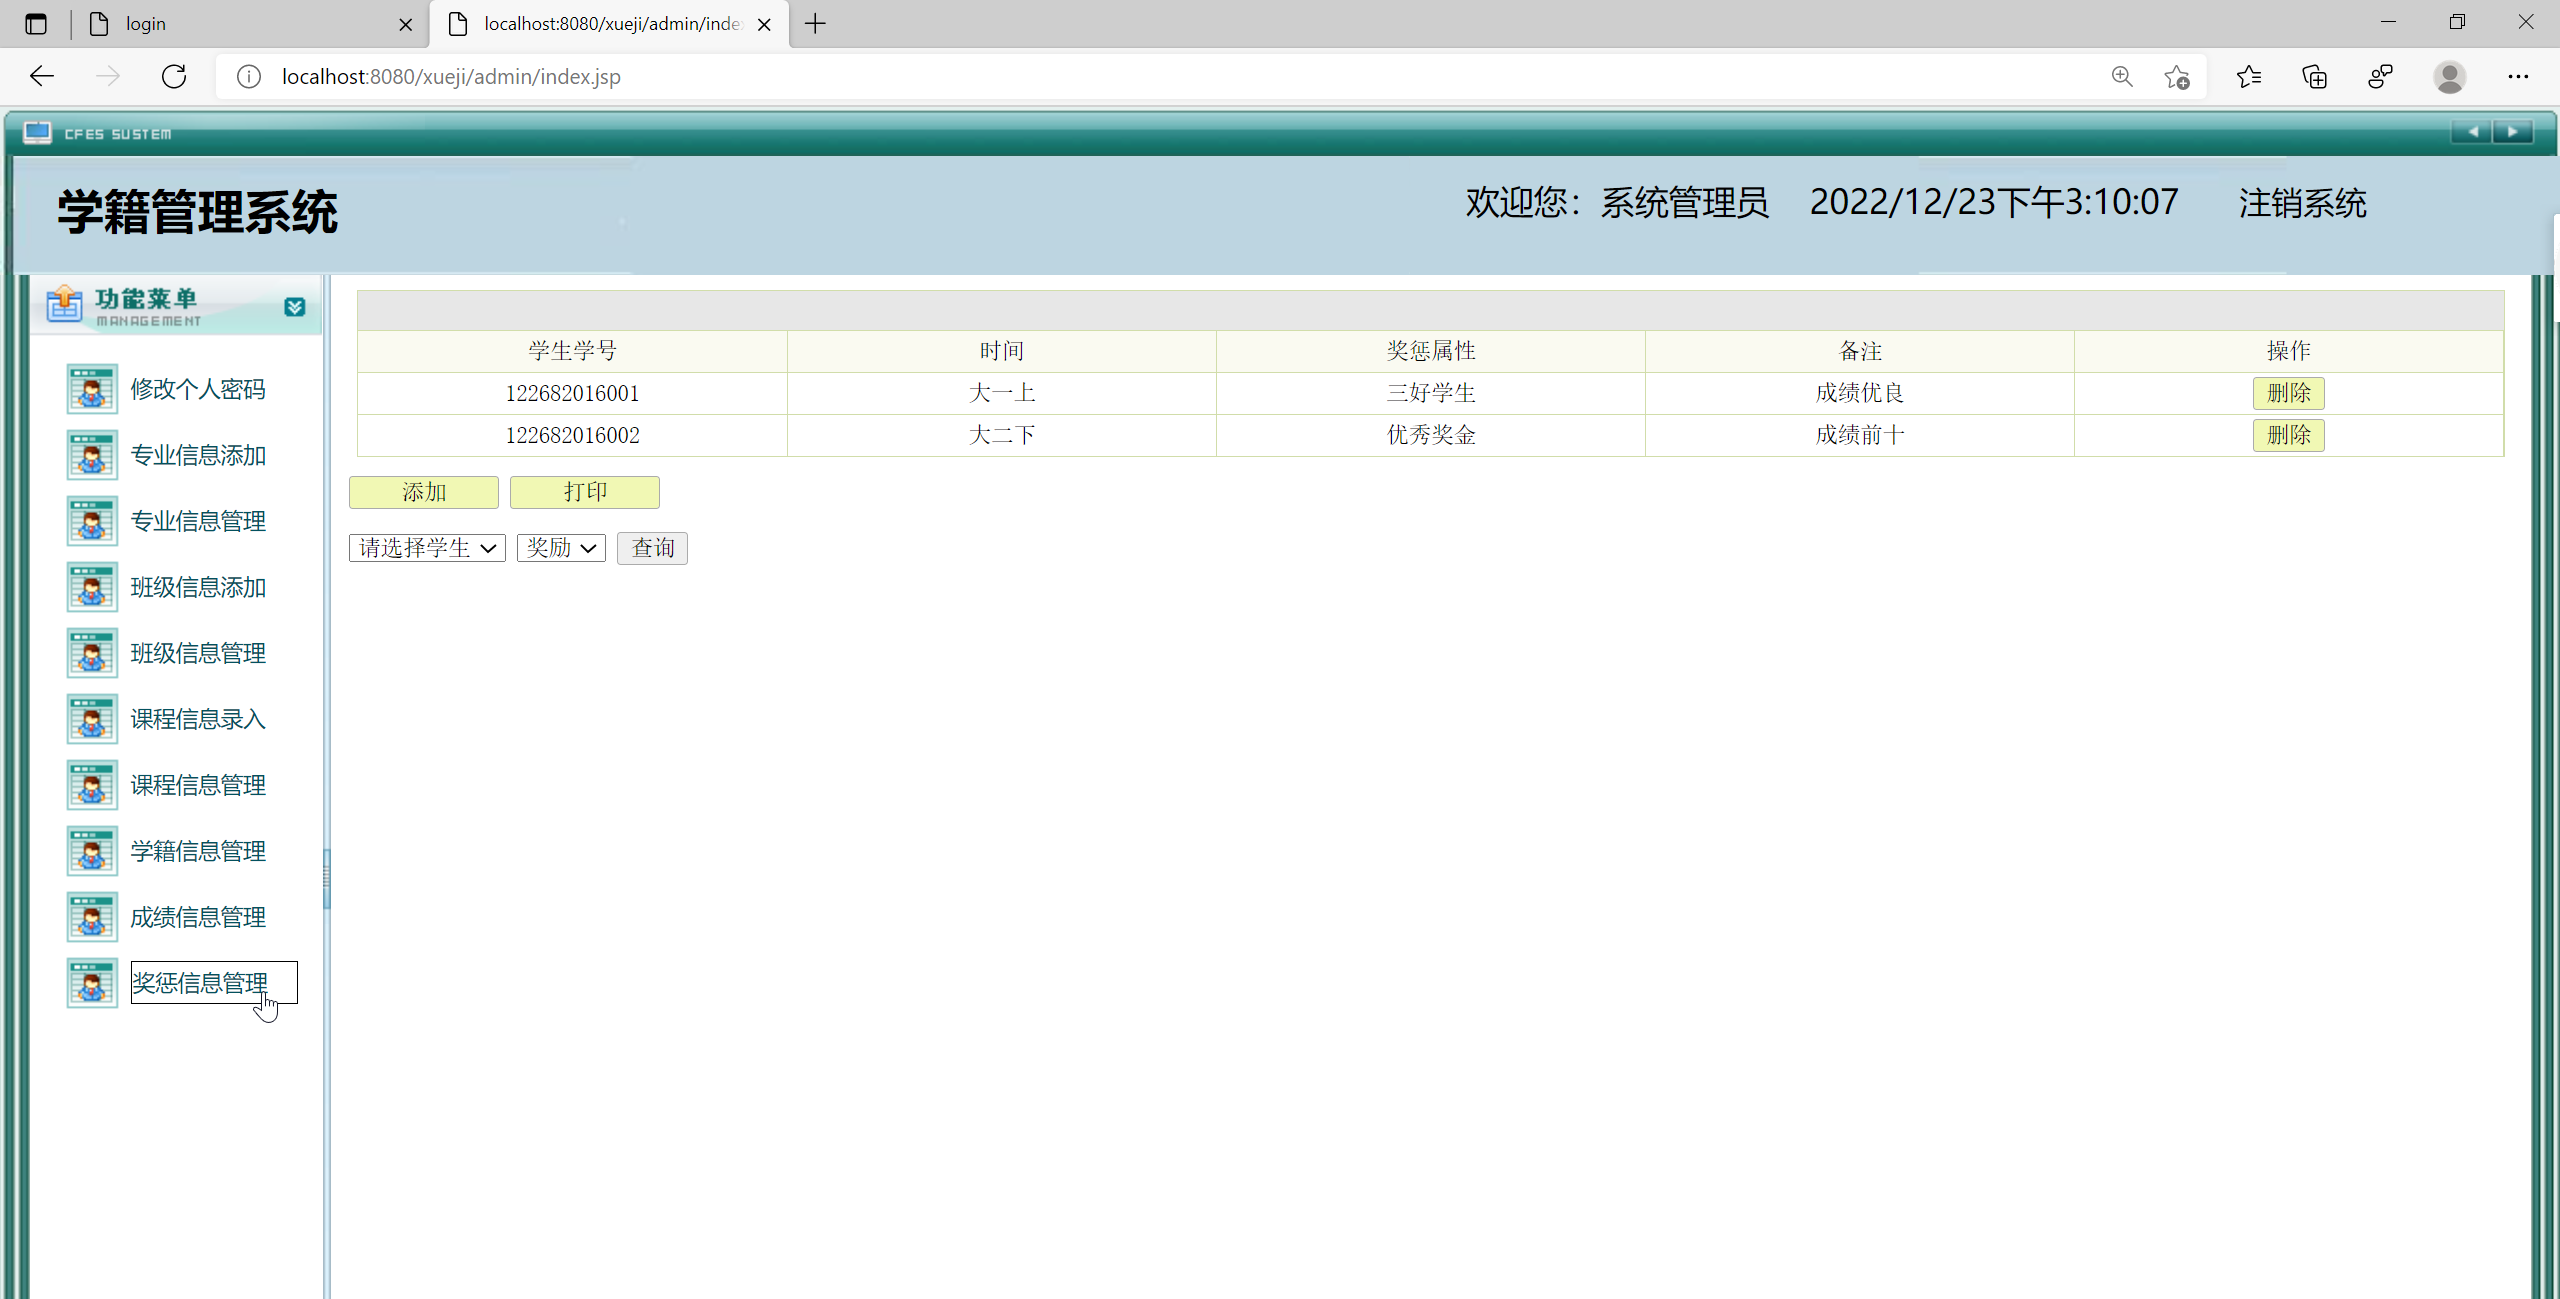 login
localhost:8080/xueji/admin/inde
localhost:8080/xueji/admin/index.jsp
CFES SUSTEM
学籍管理系统
欢迎您：系统管理员 2022/12/23下午3:10:07 注销系统
功能菜单
MANAGEMENT
修改个人密码
专业信息添加
专业信息管理
班级信息添加
班级信息管理
课程信息录入
课程信息管理
学籍信息管理
成绩信息管理
奖惩信息管理
学生学号 时间 奖惩属性 备注 操作
122682016001 大一上 三好学生 成绩优良 删除
122682016002 大二下 优秀奖金 成绩前十 删除
添加 打印
请选择学生 奖励 查询